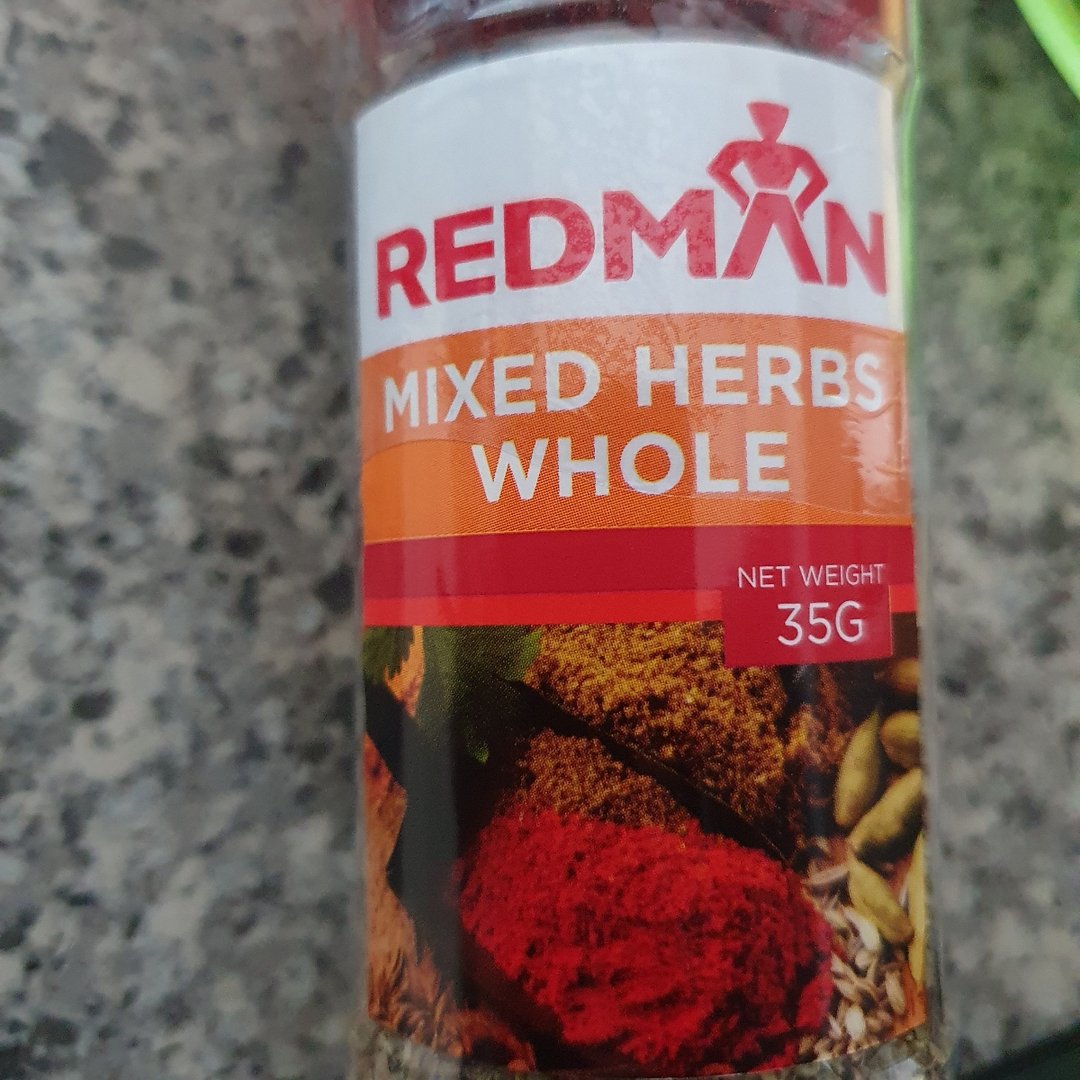 REDMAN
MIXED HERBS
WHOLE
NET WEIGHT
35G